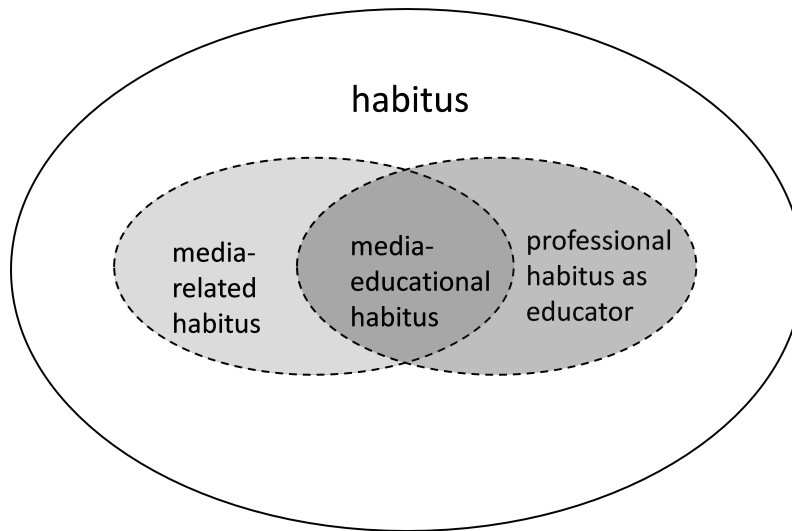 habitus
media-
related
habitus
media-
educational
habitus
professional
habitus as
educator